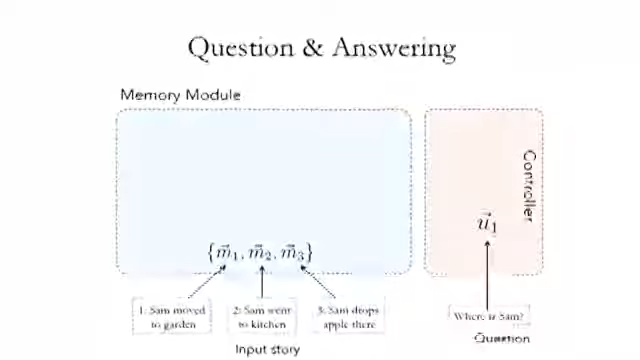 Question & Answering
Memory Module
Controller
{m⃗₁, m⃗₂, m⃗₃}
u⃗₁
1: Sam moved
to garden
2: Sam went
to kitchen
3: Sam drops
apple there
Where is Sam?
Input story
Question